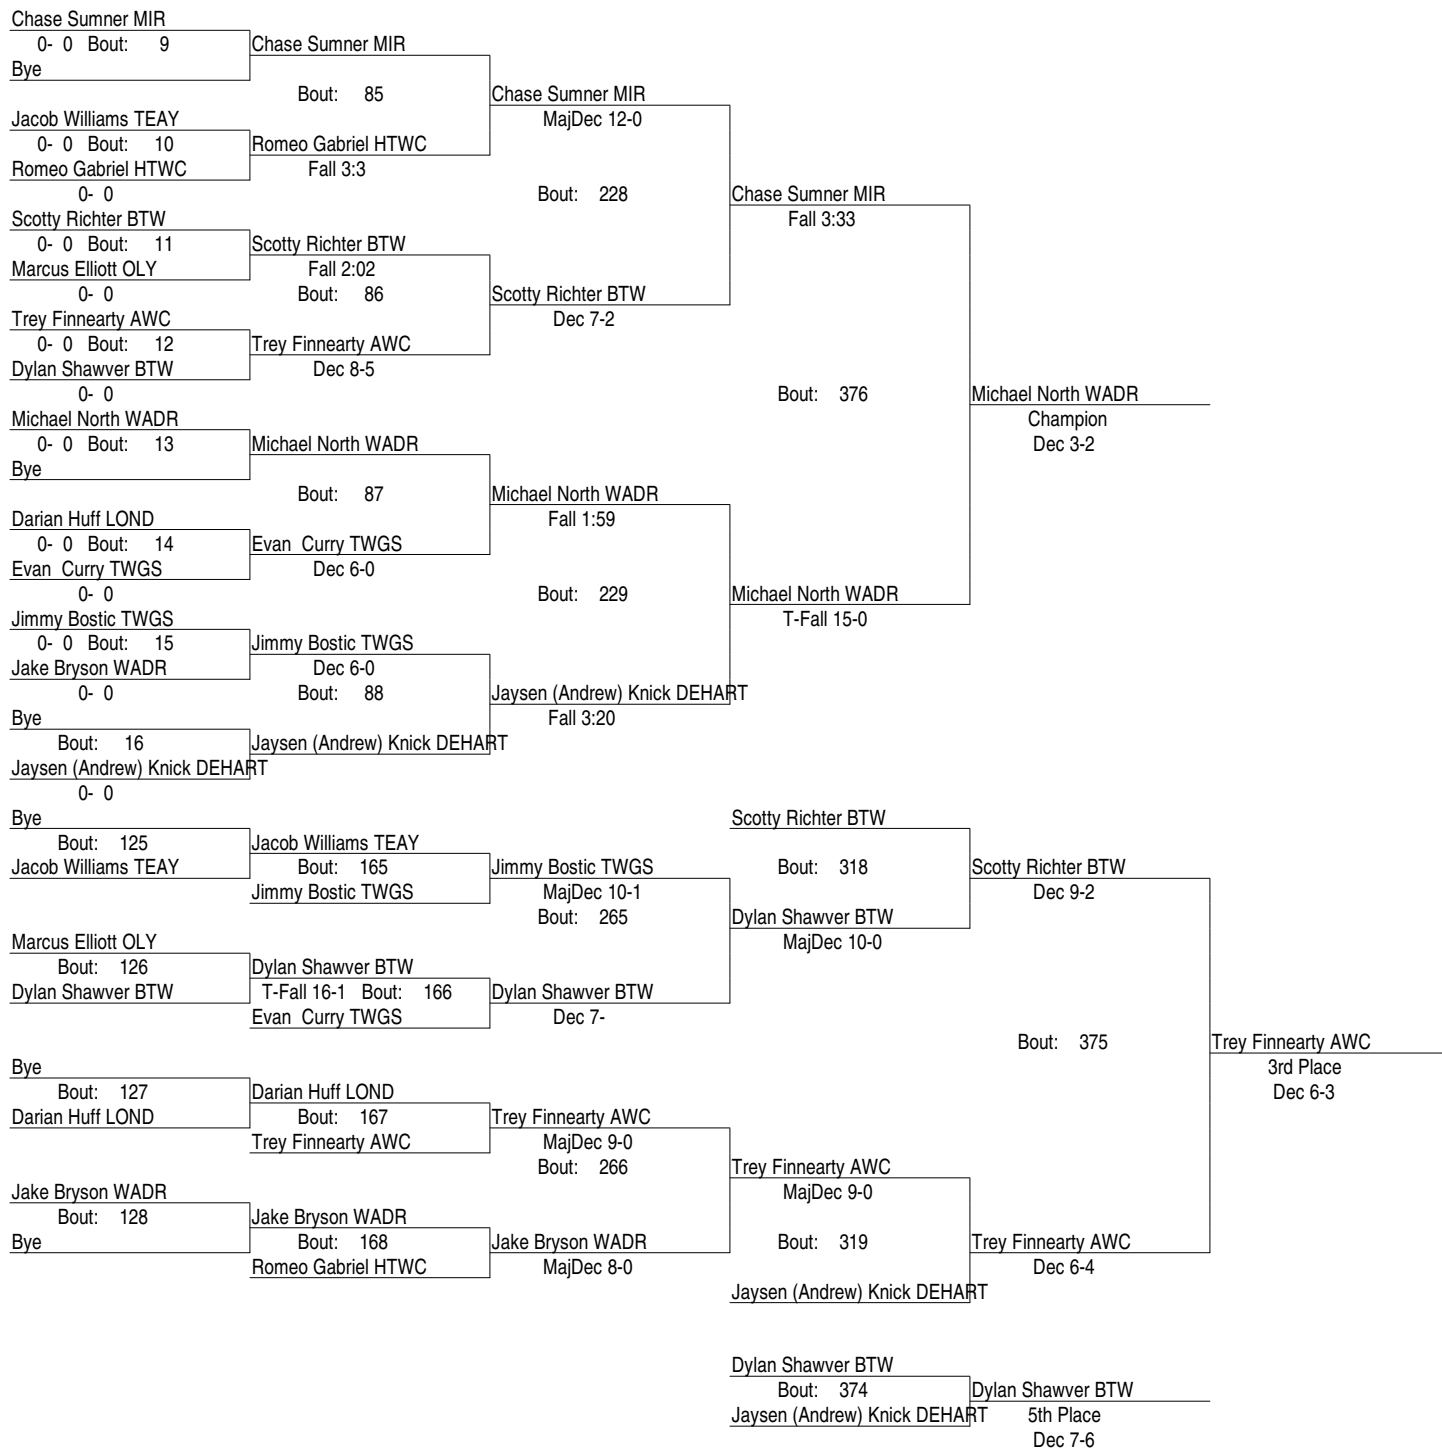 Chase Sumner MIR
0- 0 Bout: 9
Chase Sumner MIR
Bye
Bout: 85
Chase Sumner MIR
Jacob Williams TEAY
MajDec 12-0
0- 0 Bout: 10
Romeo Gabriel HTWC
Romeo Gabriel HTWC
Fall 3:3
0- 0
Bout: 228
Chase Sumner MIR
Scotty Richter BTW
Fall 3:33
0- 0 Bout: 11
Scotty Richter BTW
Marcus Elliott OLY
Fall 2:02
0- 0
Bout: 86
Scotty Richter BTW
Trey Finnearty AWC
Dec 7-2
0- 0 Bout: 12
Trey Finnearty AWC
Dylan Shawver BTW
Dec 8-5
0- 0
Bout: 376
Michael North WADR
Michael North WADR
Champion
0- 0 Bout: 13
Michael North WADR
Dec 3-2
Bye
Bout: 87
Michael North WADR
Darian Huff LOND
Fall 1:59
0- 0 Bout: 14
Evan Curry TWGS
Evan Curry TWGS
Dec 6-0
0- 0
Bout: 229
Michael North WADR
Jimmy Bostic TWGS
T-Fall 15-0
0- 0 Bout: 15
Jimmy Bostic TWGS
Jake Bryson WADR
Dec 6-0
0- 0
Bout: 88
Jaysen (Andrew) Knick DEHART
Bye
Fall 3:20
Bout: 16
Jaysen (Andrew) Knick DEHART
Jaysen (Andrew) Knick DEHART
0- 0
Bye
Scotty Richter BTW
Bout: 125
Jacob Williams TEAY
Jacob Williams TEAY
Bout: 165
Jimmy Bostic TWGS
Bout: 318
Scotty Richter BTW
Jimmy Bostic TWGS
MajDec 10-1
Dec 9-2
Bout: 265
Dylan Shawver BTW
Marcus Elliott OLY
MajDec 10-0
Bout: 126
Dylan Shawver BTW
Dylan Shawver BTW
T-Fall 16-1 Bout: 166
Dylan Shawver BTW
Evan Curry TWGS
Dec 7-
Bout: 375
Trey Finnearty AWC
Bye
3rd Place
Bout: 127
Darian Huff LOND
Dec 6-3
Darian Huff LOND
Bout: 167
Trey Finnearty AWC
Trey Finnearty AWC
MajDec 9-0
Bout: 266
Trey Finnearty AWC
Jake Bryson WADR
MajDec 9-0
Bout: 128
Jake Bryson WADR
Bye
Bout: 168
Jake Bryson WADR
Bout: 319
Trey Finnearty AWC
Romeo Gabriel HTWC
MajDec 8-0
Dec 6-4
Jaysen (Andrew) Knick DEHART
Dylan Shawver BTW
Bout: 374
Dylan Shawver BTW
Jaysen (Andrew) Knick DEHART
5th Place
Dec 7-6